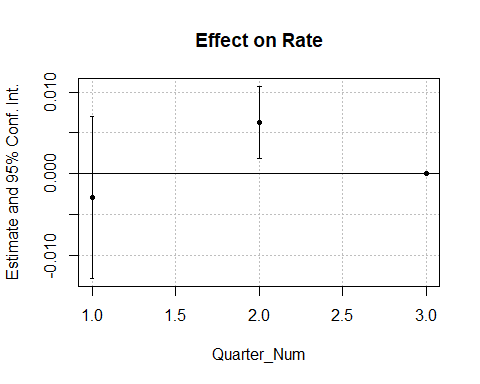 Effect on Rate
Estimate and 95% Conf. Int.
0.010
0.000
-0.010
1.0 1.5 2.0 2.5 3.0
Quarter_Num